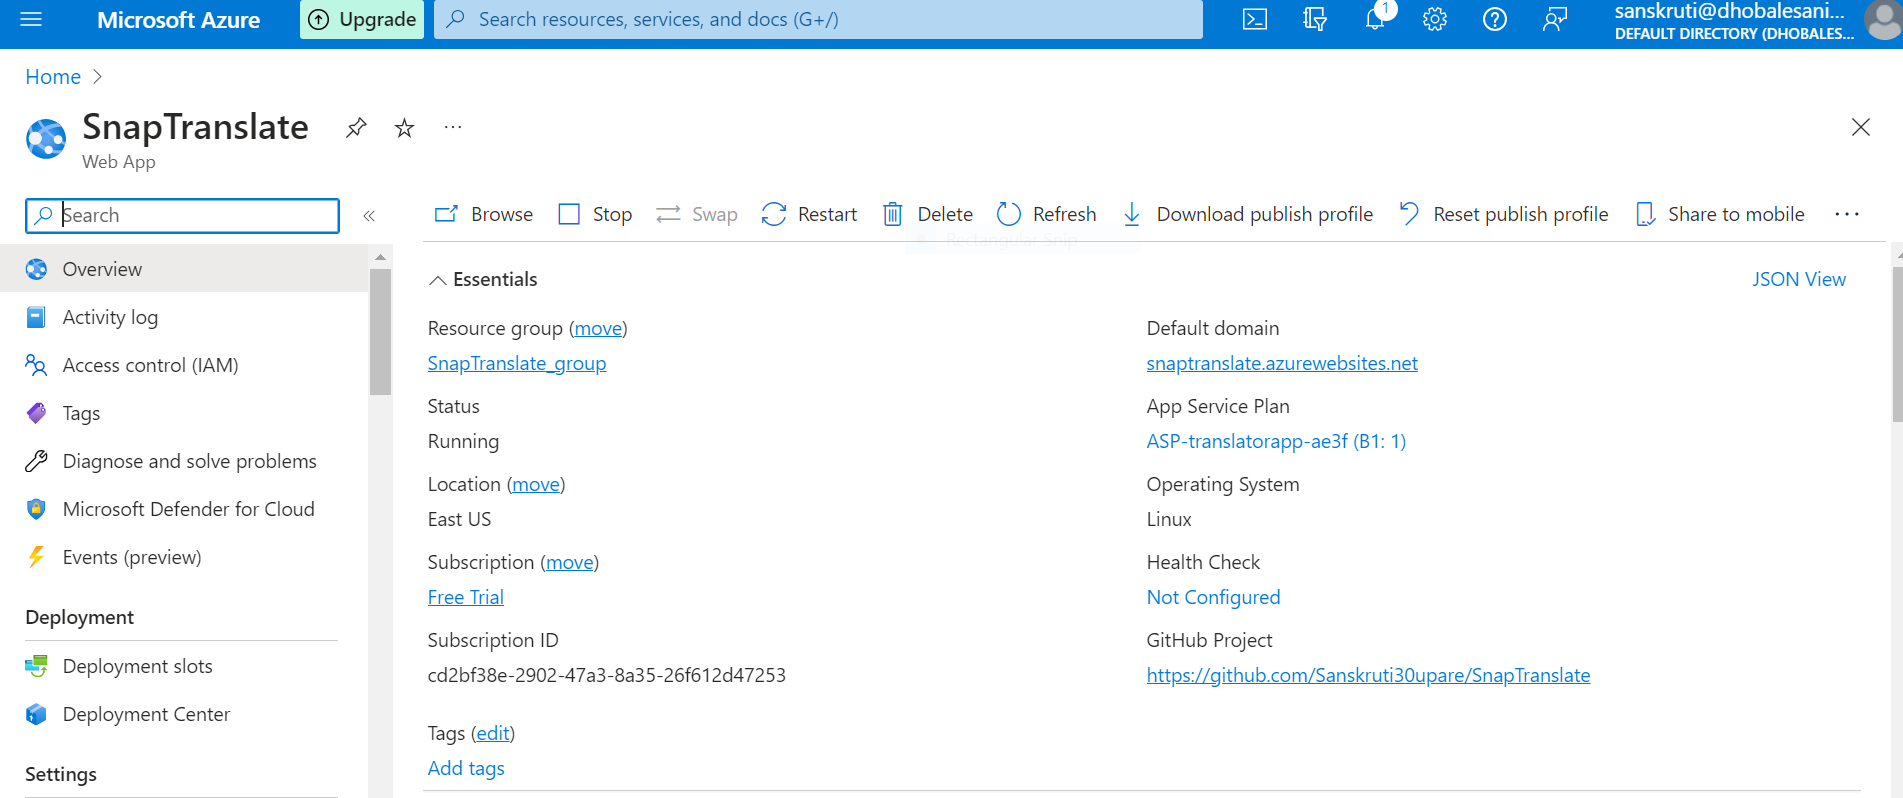 Microsoft Azure
Upgrade
Search resources, services, and docs (G+/)
1
sanskruti@dhobalesani...
DEFAULT DIRECTORY (DHOBALES...
Home
SnapTranslate
Web App
Search
Browse
Stop
Swap
Restart
Delete
Refresh
Download publish profile
Reset publish profile
Share to mobile
Rectangular Snip
Overview
Activity log
Access control (IAM)
Tags
Diagnose and solve problems
Microsoft Defender for Cloud
Events (preview)
Deployment
Deployment slots
Deployment Center
Settings
Essentials
JSON View
Resource group (move)
SnapTranslate_group
Status
Running
Location (move)
East US
Subscription (move)
Free Trial
Subscription ID
cd2bf38e-2902-47a3-8a35-26f612d47253
Tags (edit)
Add tags
Default domain
snaptranslate.azurewebsites.net
App Service Plan
ASP-translatorapp-ae3f (B1: 1)
Operating System
Linux
Health Check
Not Configured
GitHub Project
https://github.com/Sanskruti30upare/SnapTranslate